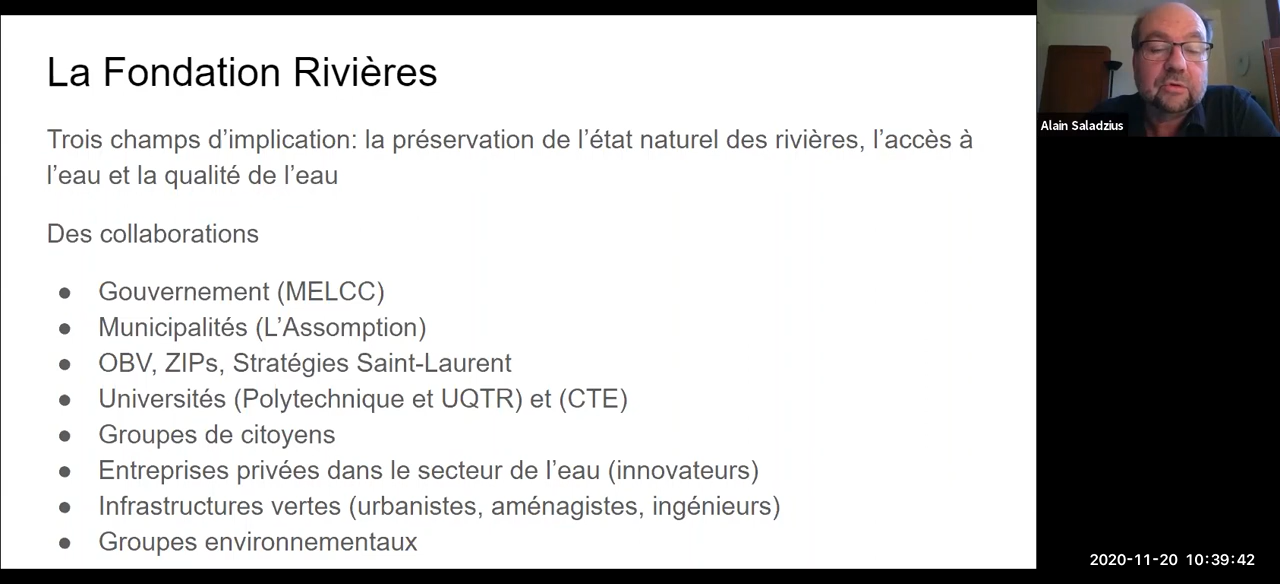 La Fondation Rivières
Trois champs d’implication: la préservation de l’état naturel des rivières, l’accès à
l’eau et la qualité de l’eau
Des collaborations
● Gouvernement (MELCC)
● Municipalités (L’Assomption)
● OBV, ZIPs, Stratégies Saint-Laurent
● Universités (Polytechnique et UQTR) et (CTE)
● Groupes de citoyens
● Entreprises privées dans le secteur de l’eau (innovateurs)
● Infrastructures vertes (urbanistes, aménagistes, ingénieurs)
● Groupes environnementaux
Alain Saladzius
2020-11-20 10:39:42